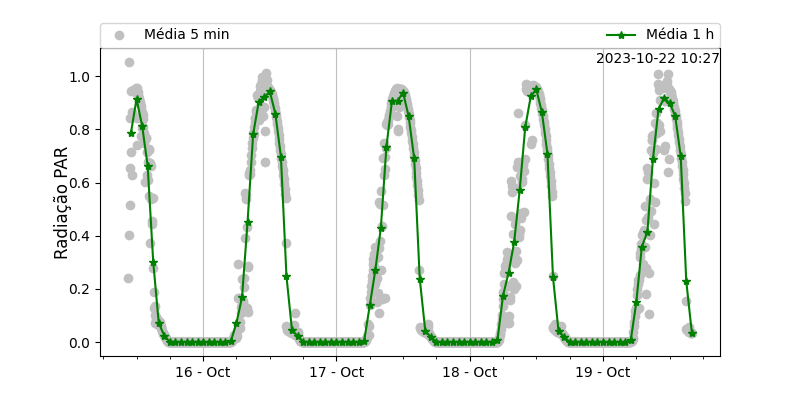 Média 5 min
Média 1 h
2023-10-22 10:27
Radiação PAR
1.0
0.8
0.6
0.4
0.2
0.0
16 - Oct
17 - Oct
18 - Oct
19 - Oct